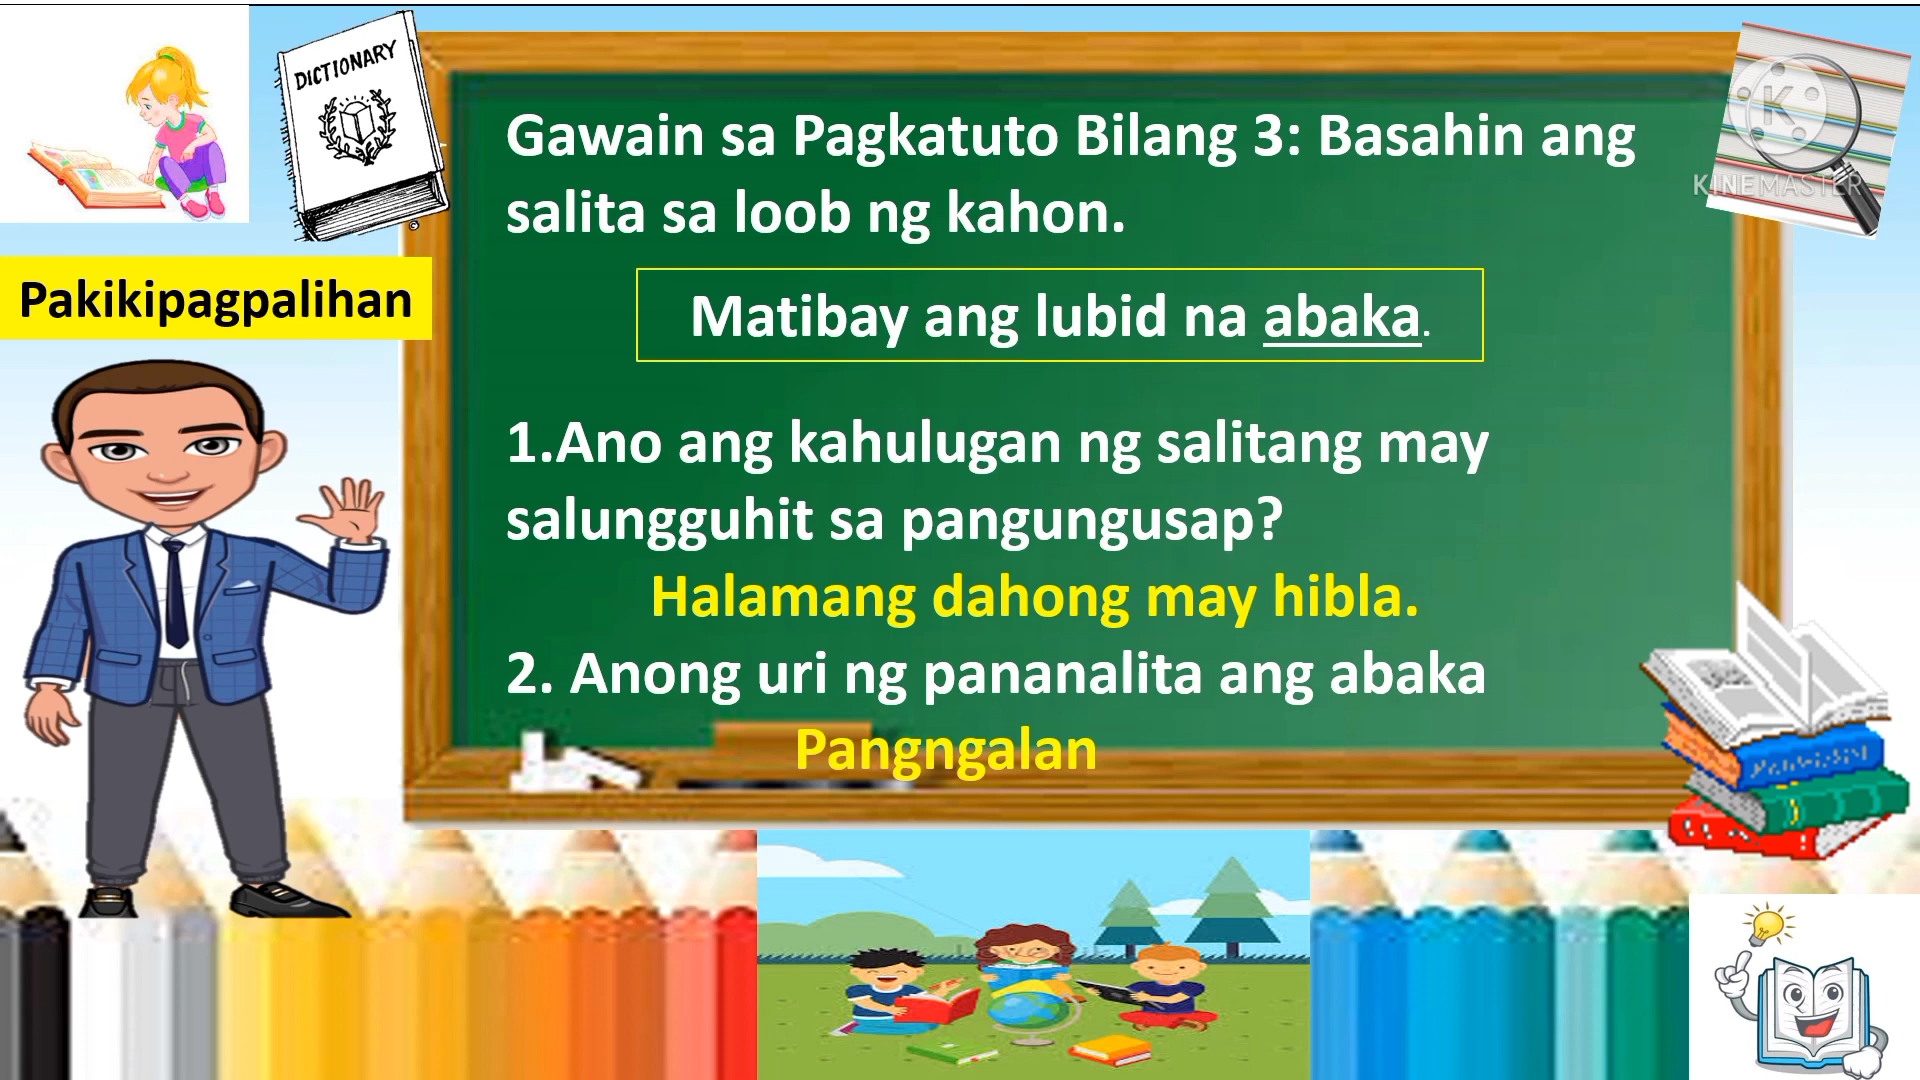 DICTIONARY
KINEMASTER
Gawain sa Pagkatuto Bilang 3: Basahin ang
salita sa loob ng kahon.
Pakikipagpalihan
Matibay ang lubid na abaka.
1.Ano ang kahulugan ng salitang may
salungguhit sa pangungusap?
Halamang dahong may hibla.
2. Anong uri ng pananalita ang abaka
Pangngalan